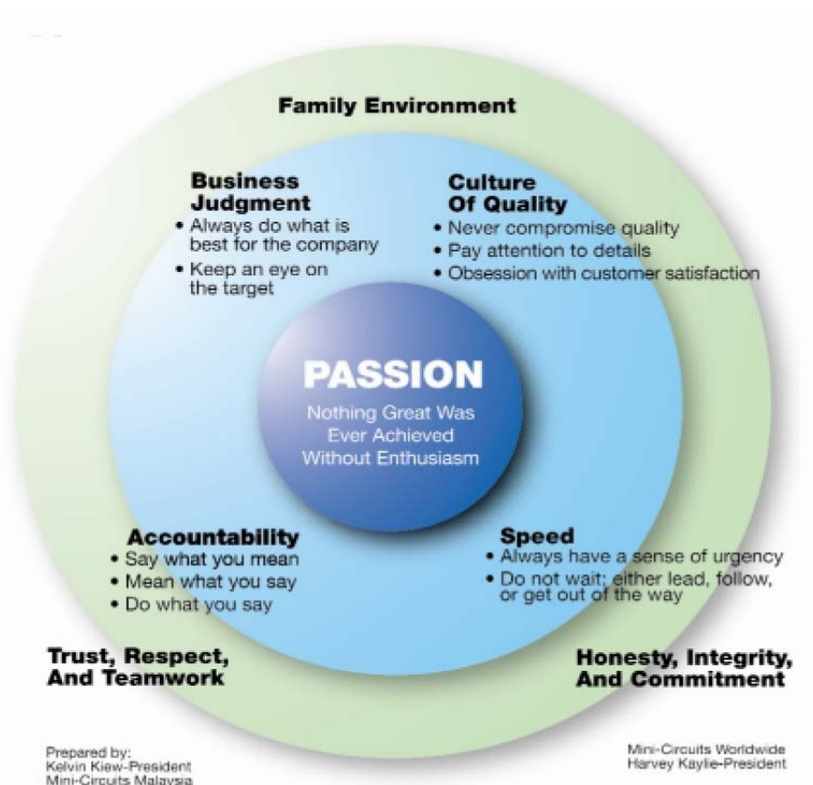 Family Environment
Business
Judgment
• Always do what is
best for the company
• Keep an eye on
the target
Culture
Of Quality
• Never compromise quality
• Pay attention to details
• Obsession with customer satisfaction
PASSION
Nothing Great Was
Ever Achieved
Without Enthusiasm
Accountability
• Say what you mean
• Mean what you say
• Do what you say
Speed
• Always have a sense of urgency
• Do not wait; either lead, follow,
or get out of the way
Trust, Respect,
And Teamwork
Honesty, Integrity,
And Commitment
Prepared by:
Kelvin Kiew-President
Mini-Circuits Malaysia
Mini-Circuits Worldwide
Harvey Kaylie-President